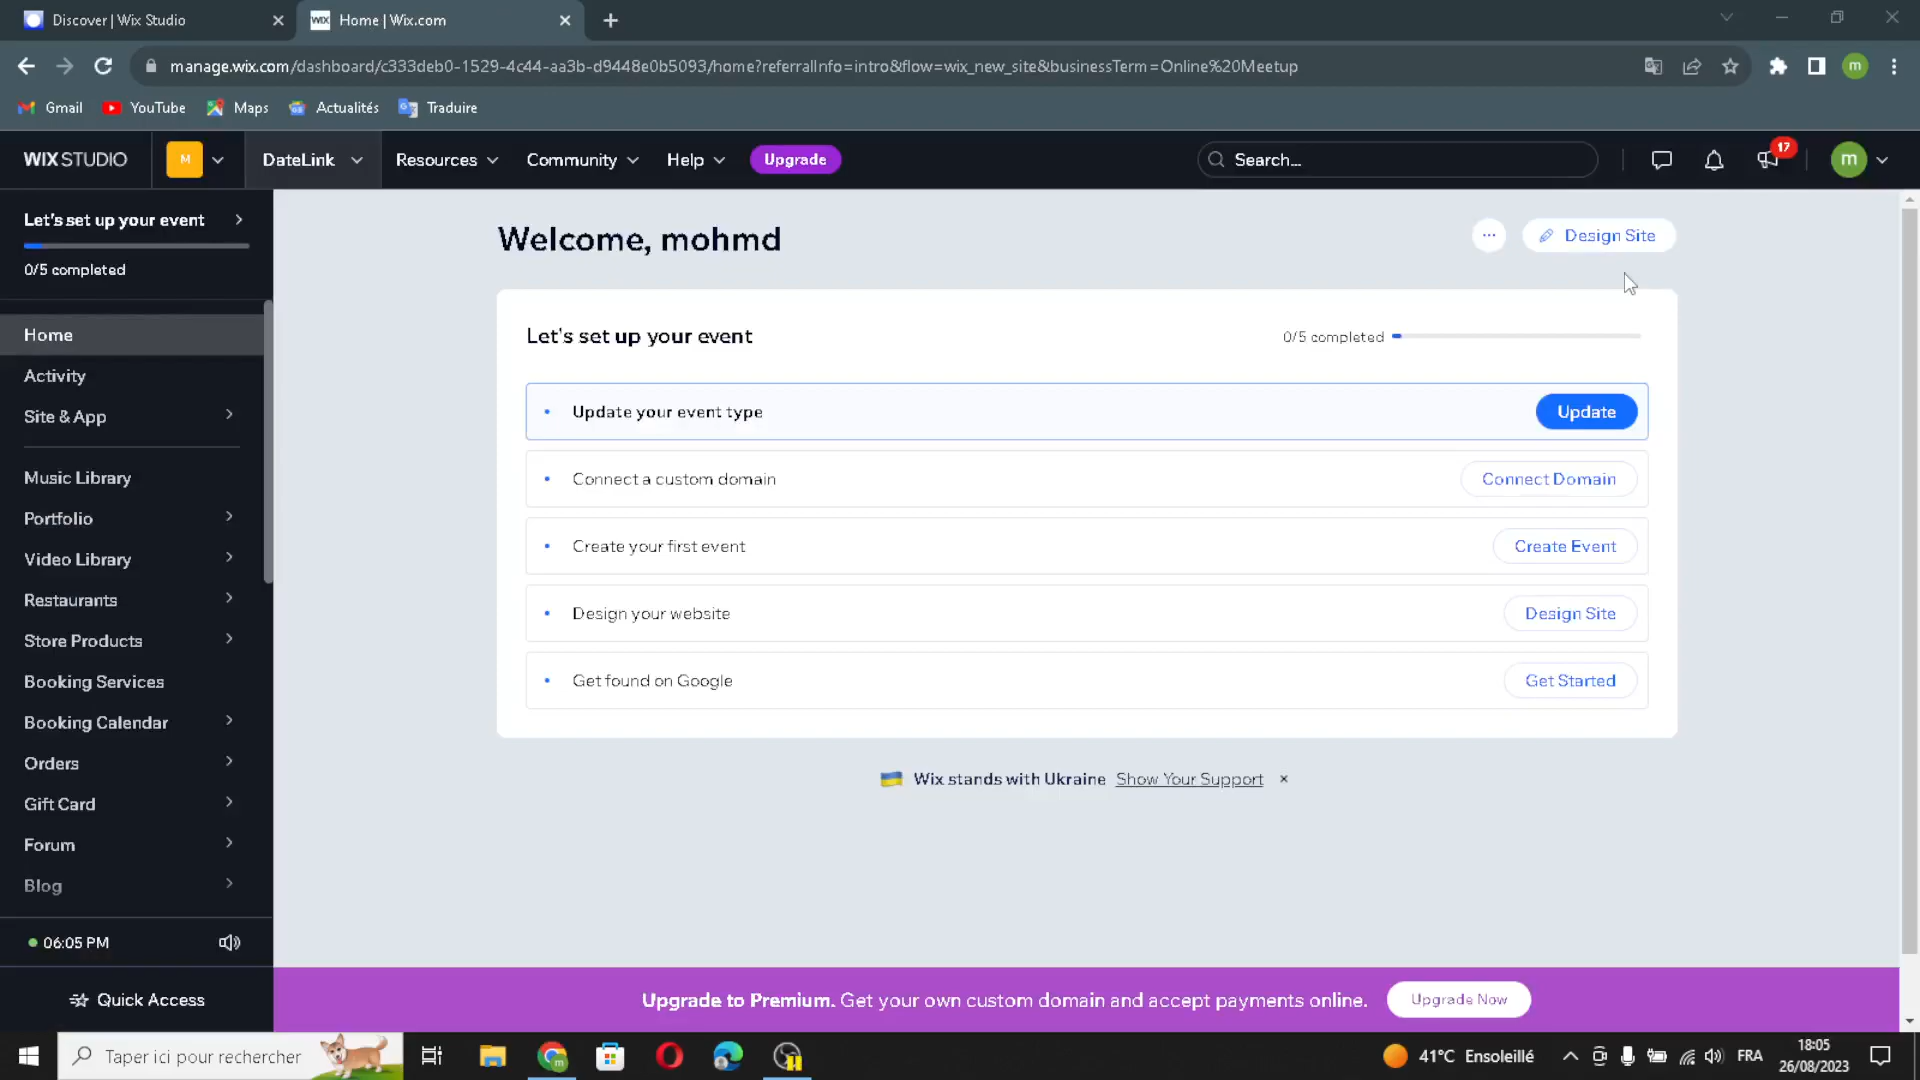 Discover | Wix Studio
WIX
Home | Wix.com
manage.wix.com/dashboard/c333deb0-1529-4c44-aa3b-d9448e0b5093/home?referralInfo=intro&flow=wix_new_site&businessTerm=Online%20Meetup
m
Gmail
YouTube
Maps
Actualités
Traduire
WIX STUDIO
M
DateLink
Resources
Community
Help
Upgrade
Search...
17
m
Let's set up your event
0/5 completed
Home
Activity
Site & App
Music Library
Portfolio
Video Library
Restaurants
Store Products
Booking Services
Booking Calendar
Orders
Gift Card
Forum
Blog
06:05 PM
Quick Access
Welcome, mohmd
Design Site
Let's set up your event
0/5 completed
Update your event type
Update
Connect a custom domain
Connect Domain
Create your first event
Create Event
Design your website
Design Site
Get found on Google
Get Started
Wix stands with Ukraine Show Your Support
Upgrade to Premium. Get your own custom domain and accept payments online.
Upgrade Now
Taper ici pour rechercher
41°C Ensoleillé
FRA
18:05
26/08/2023